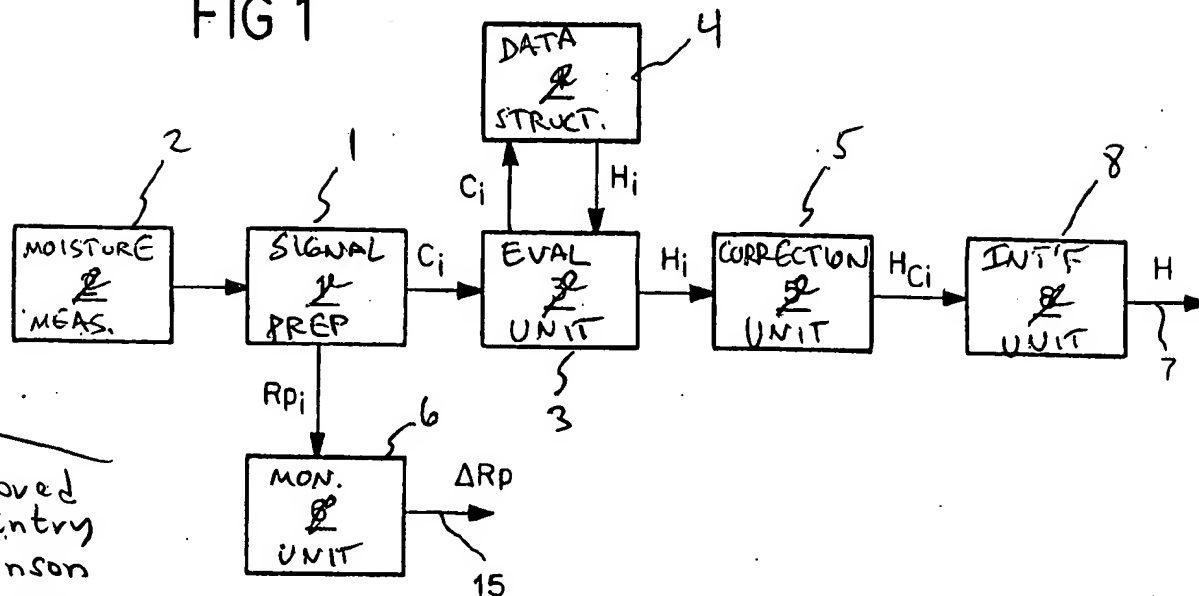 FIG 1
DATA
STRUCT.
4
Ci
Hi
2
MOISTURE
MEAS.
1
SIGNAL
PREP
Ci
EVAL
UNIT
3
Hi
5
CORRECTION
UNIT
HCi
8
INT'F
UNIT
H
7
Rpi
6
MON.
UNIT
ΔRp
15
oved
entry
nson